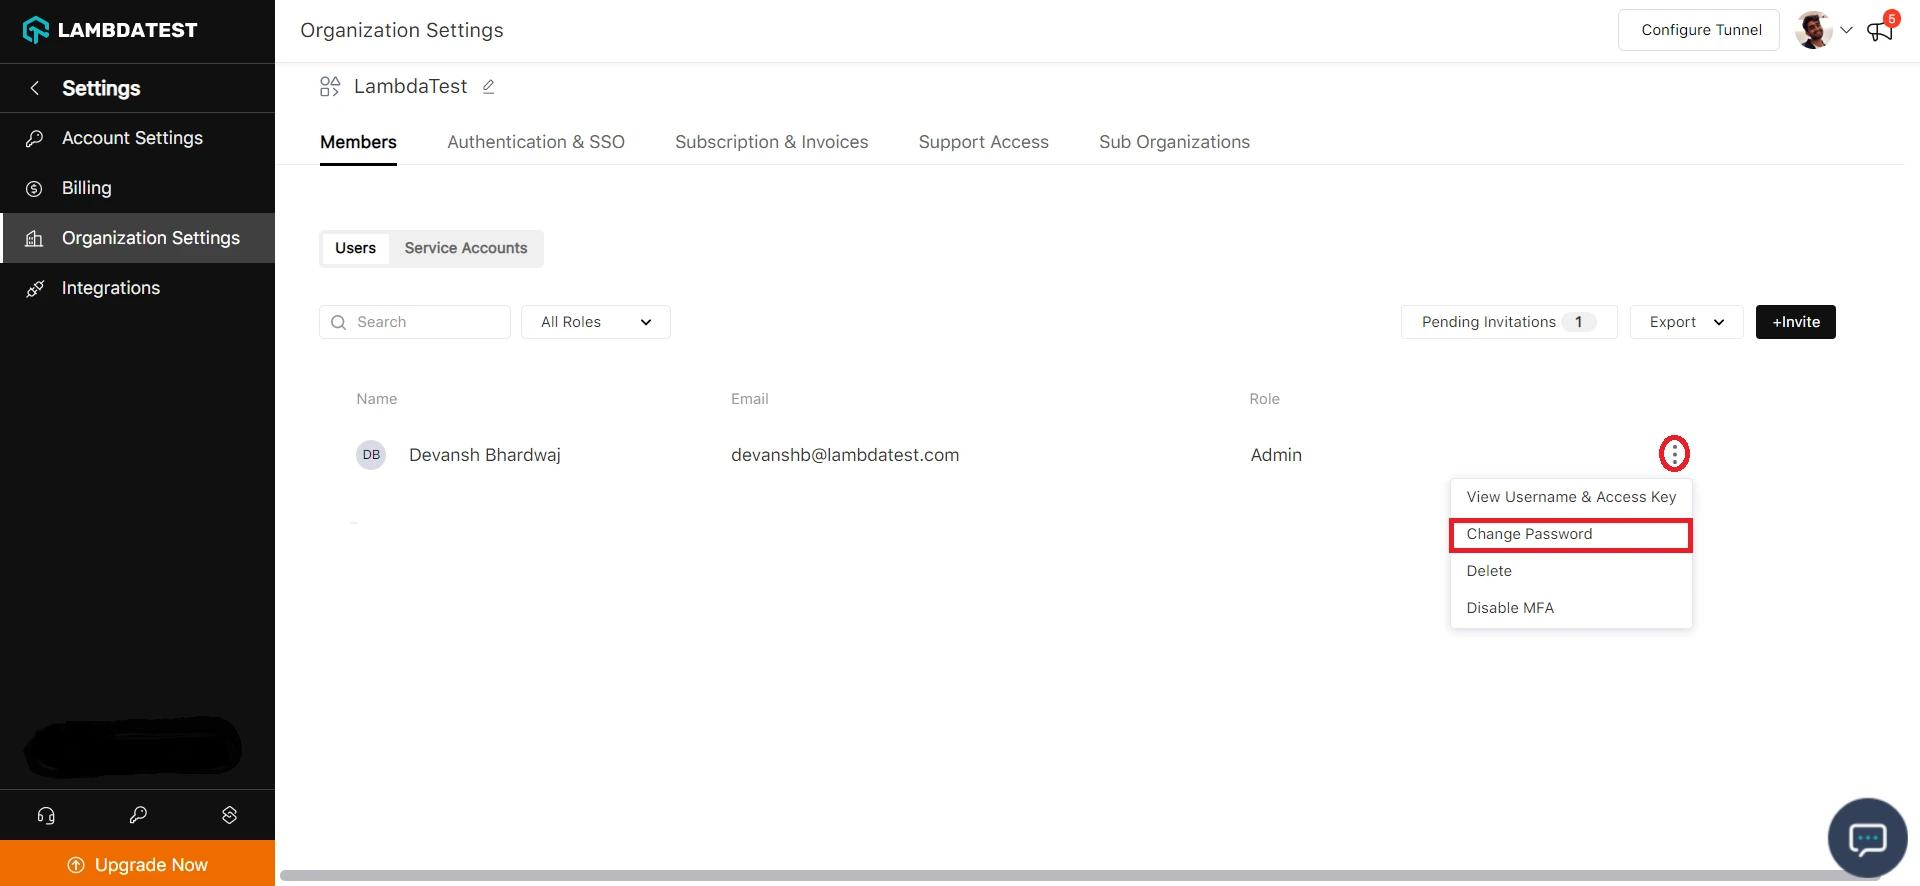 LAMBDATEST
Organization Settings
Configure Tunnel
5
Settings
Account Settings
Billing
Organization Settings
Integrations
LambdaTest
Members Authentication & SSO Subscription & Invoices Support Access Sub Organizations
Users Service Accounts
Search All Roles Pending Invitations 1 Export +Invite
Name Email Role
DB Devansh Bhardwaj devanshb@lambdatest.com Admin
View Username & Access Key
Change Password
Delete
Disable MFA
Upgrade Now